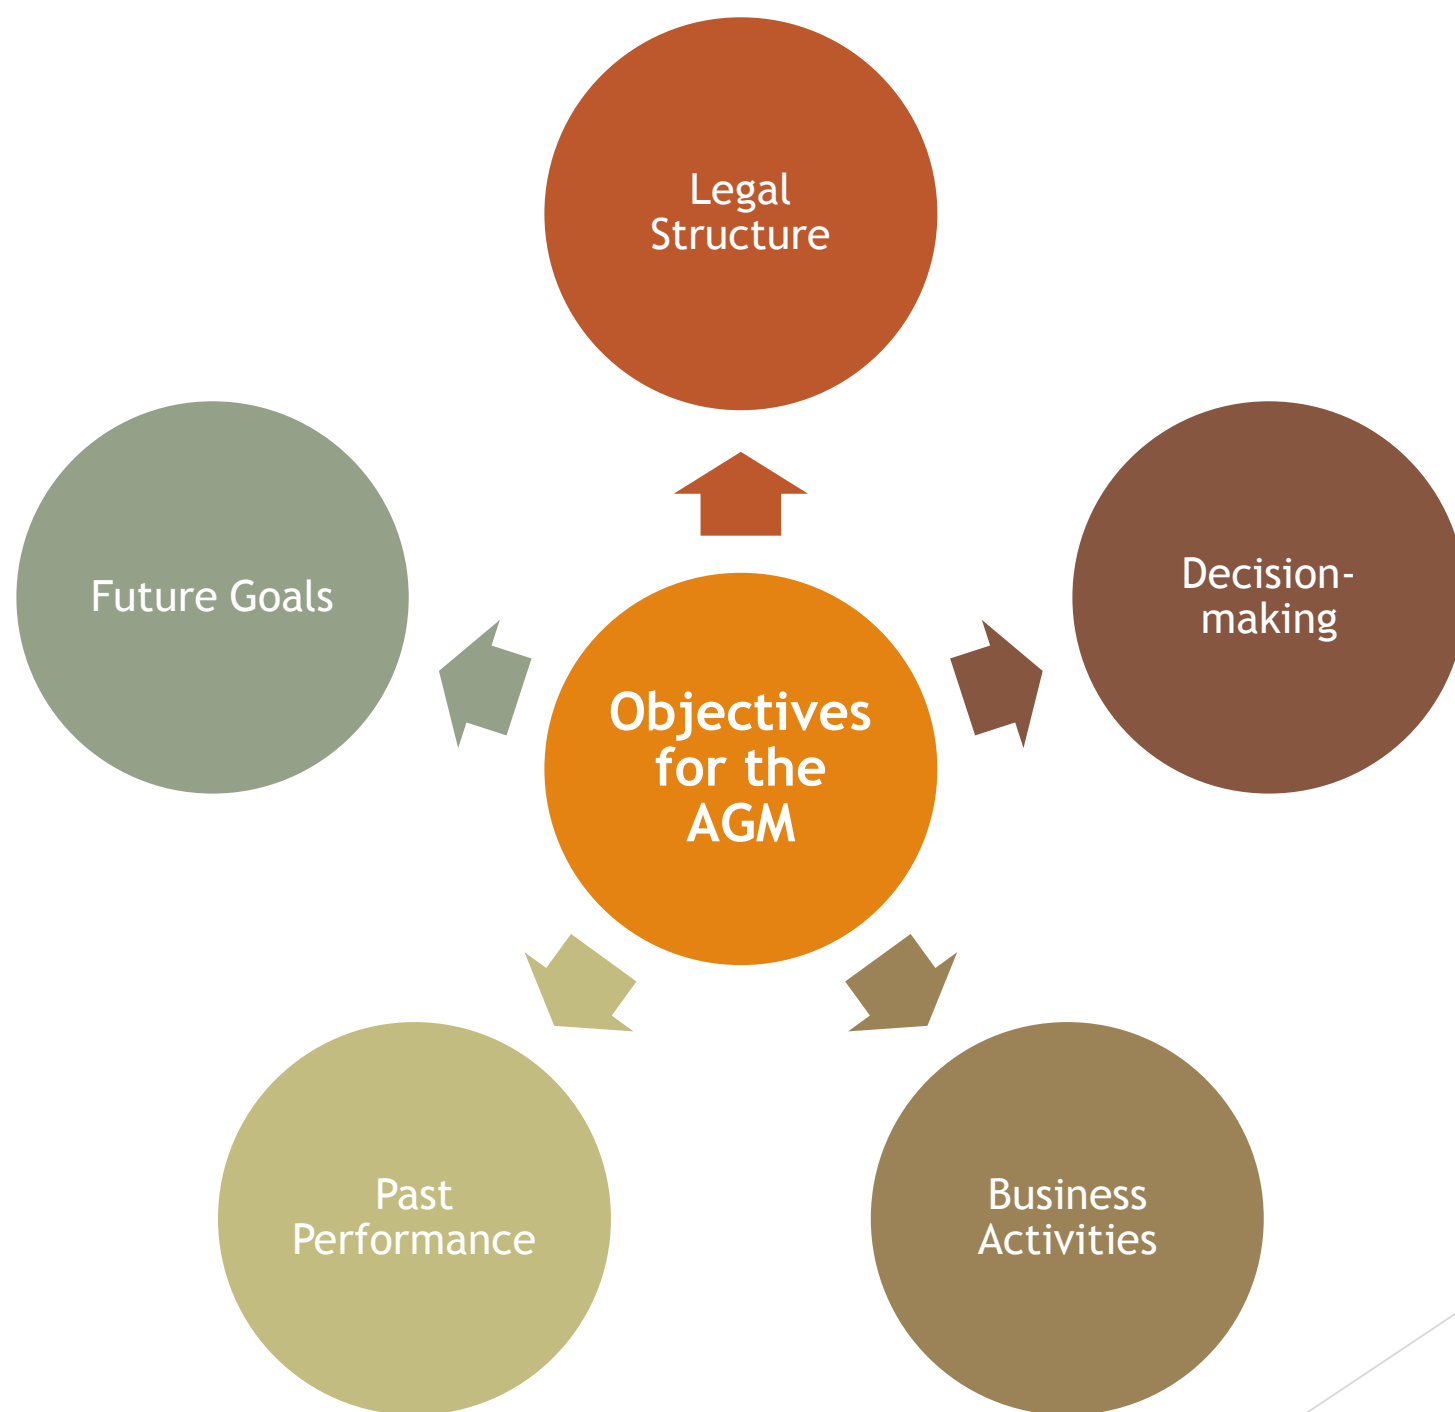 Legal
Structure
Future Goals
Decision-
making
Objectives
for the
AGM
Past
Performance
Business
Activities